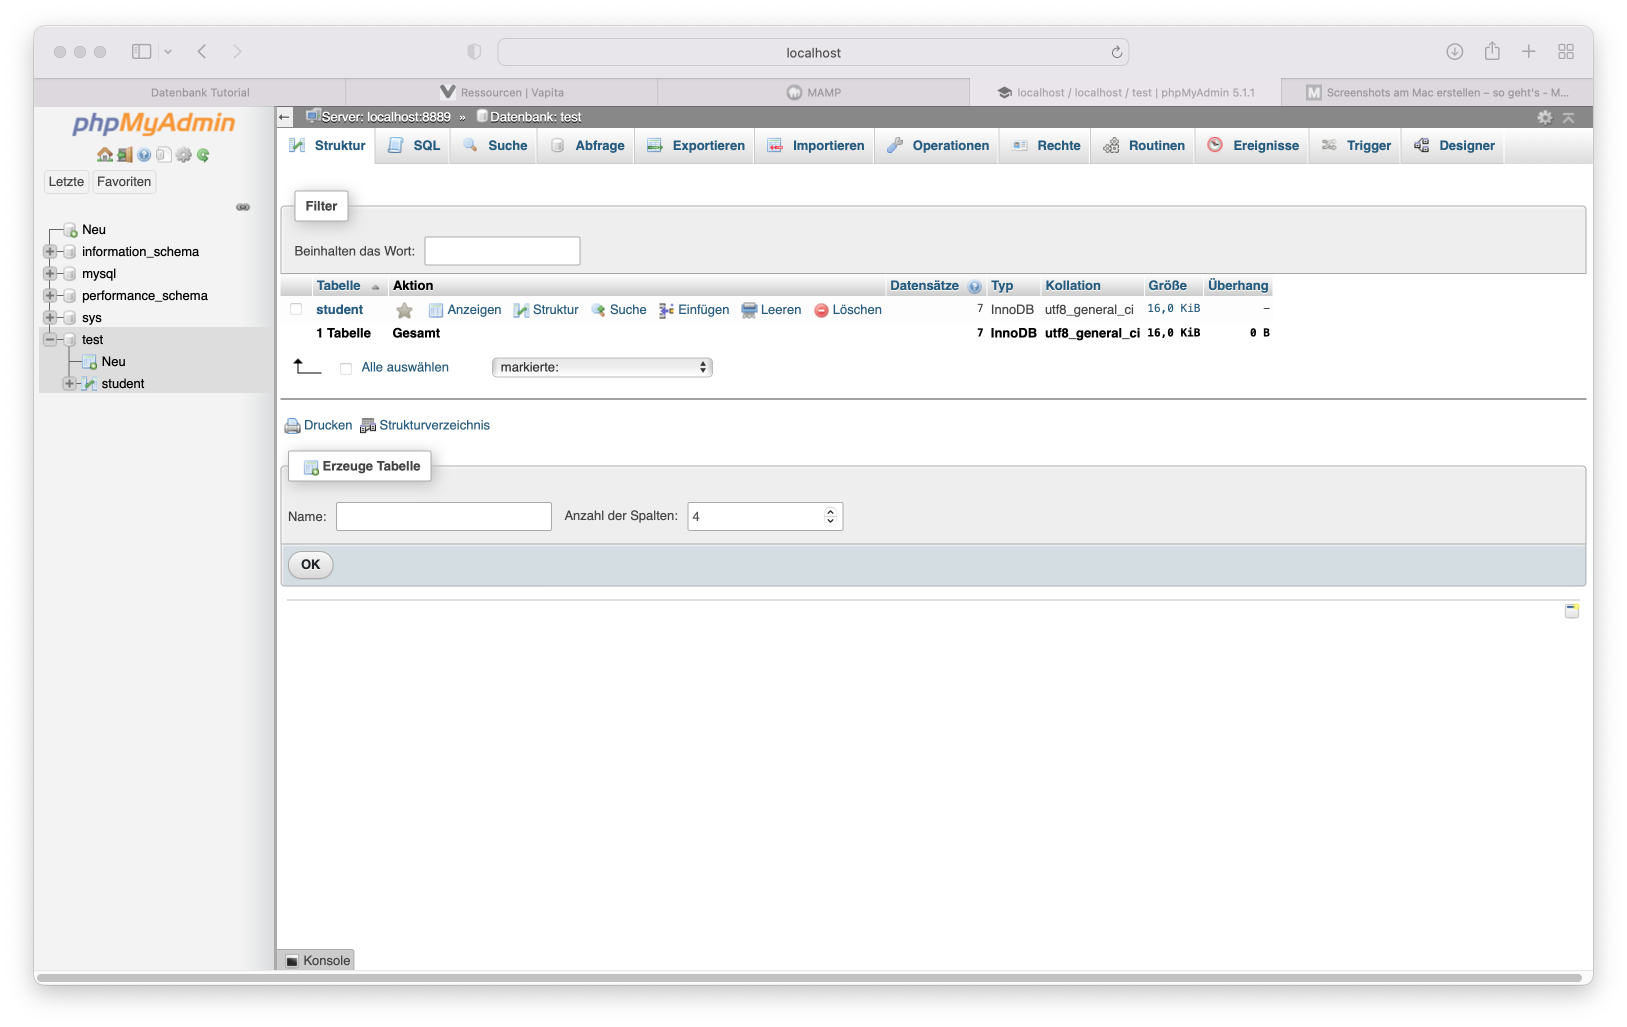 localhost
Datenbank Tutorial
Ressourcen | Vapita
MAMP
localhost / localhost / test | phpMyAdmin 5.1.1
Screenshots am Mac erstellen – so geht's - M...
phpMyAdmin
Letzte Favoriten
Neu
information_schema
mysql
performance_schema
sys
test
Neu
student
Server: localhost:8889 » Datenbank: test
Struktur SQL Suche Abfrage Exportieren Importieren Operationen Rechte Routinen Ereignisse Trigger Designer
Filter
Beinhalten das Wort:
Tabelle Aktion Datensätze Typ Kollation Größe Überhang
student Anzeigen Struktur Suche Einfügen Leeren Löschen 7 InnoDB utf8_general_ci 16,0 KiB –
1 Tabelle Gesamt 7 InnoDB utf8_general_ci 16,0 KiB 0 B
Alle auswählen markierte:
Drucken Strukturverzeichnis
Erzeuge Tabelle
Name: Anzahl der Spalten: 4
OK
Konsole